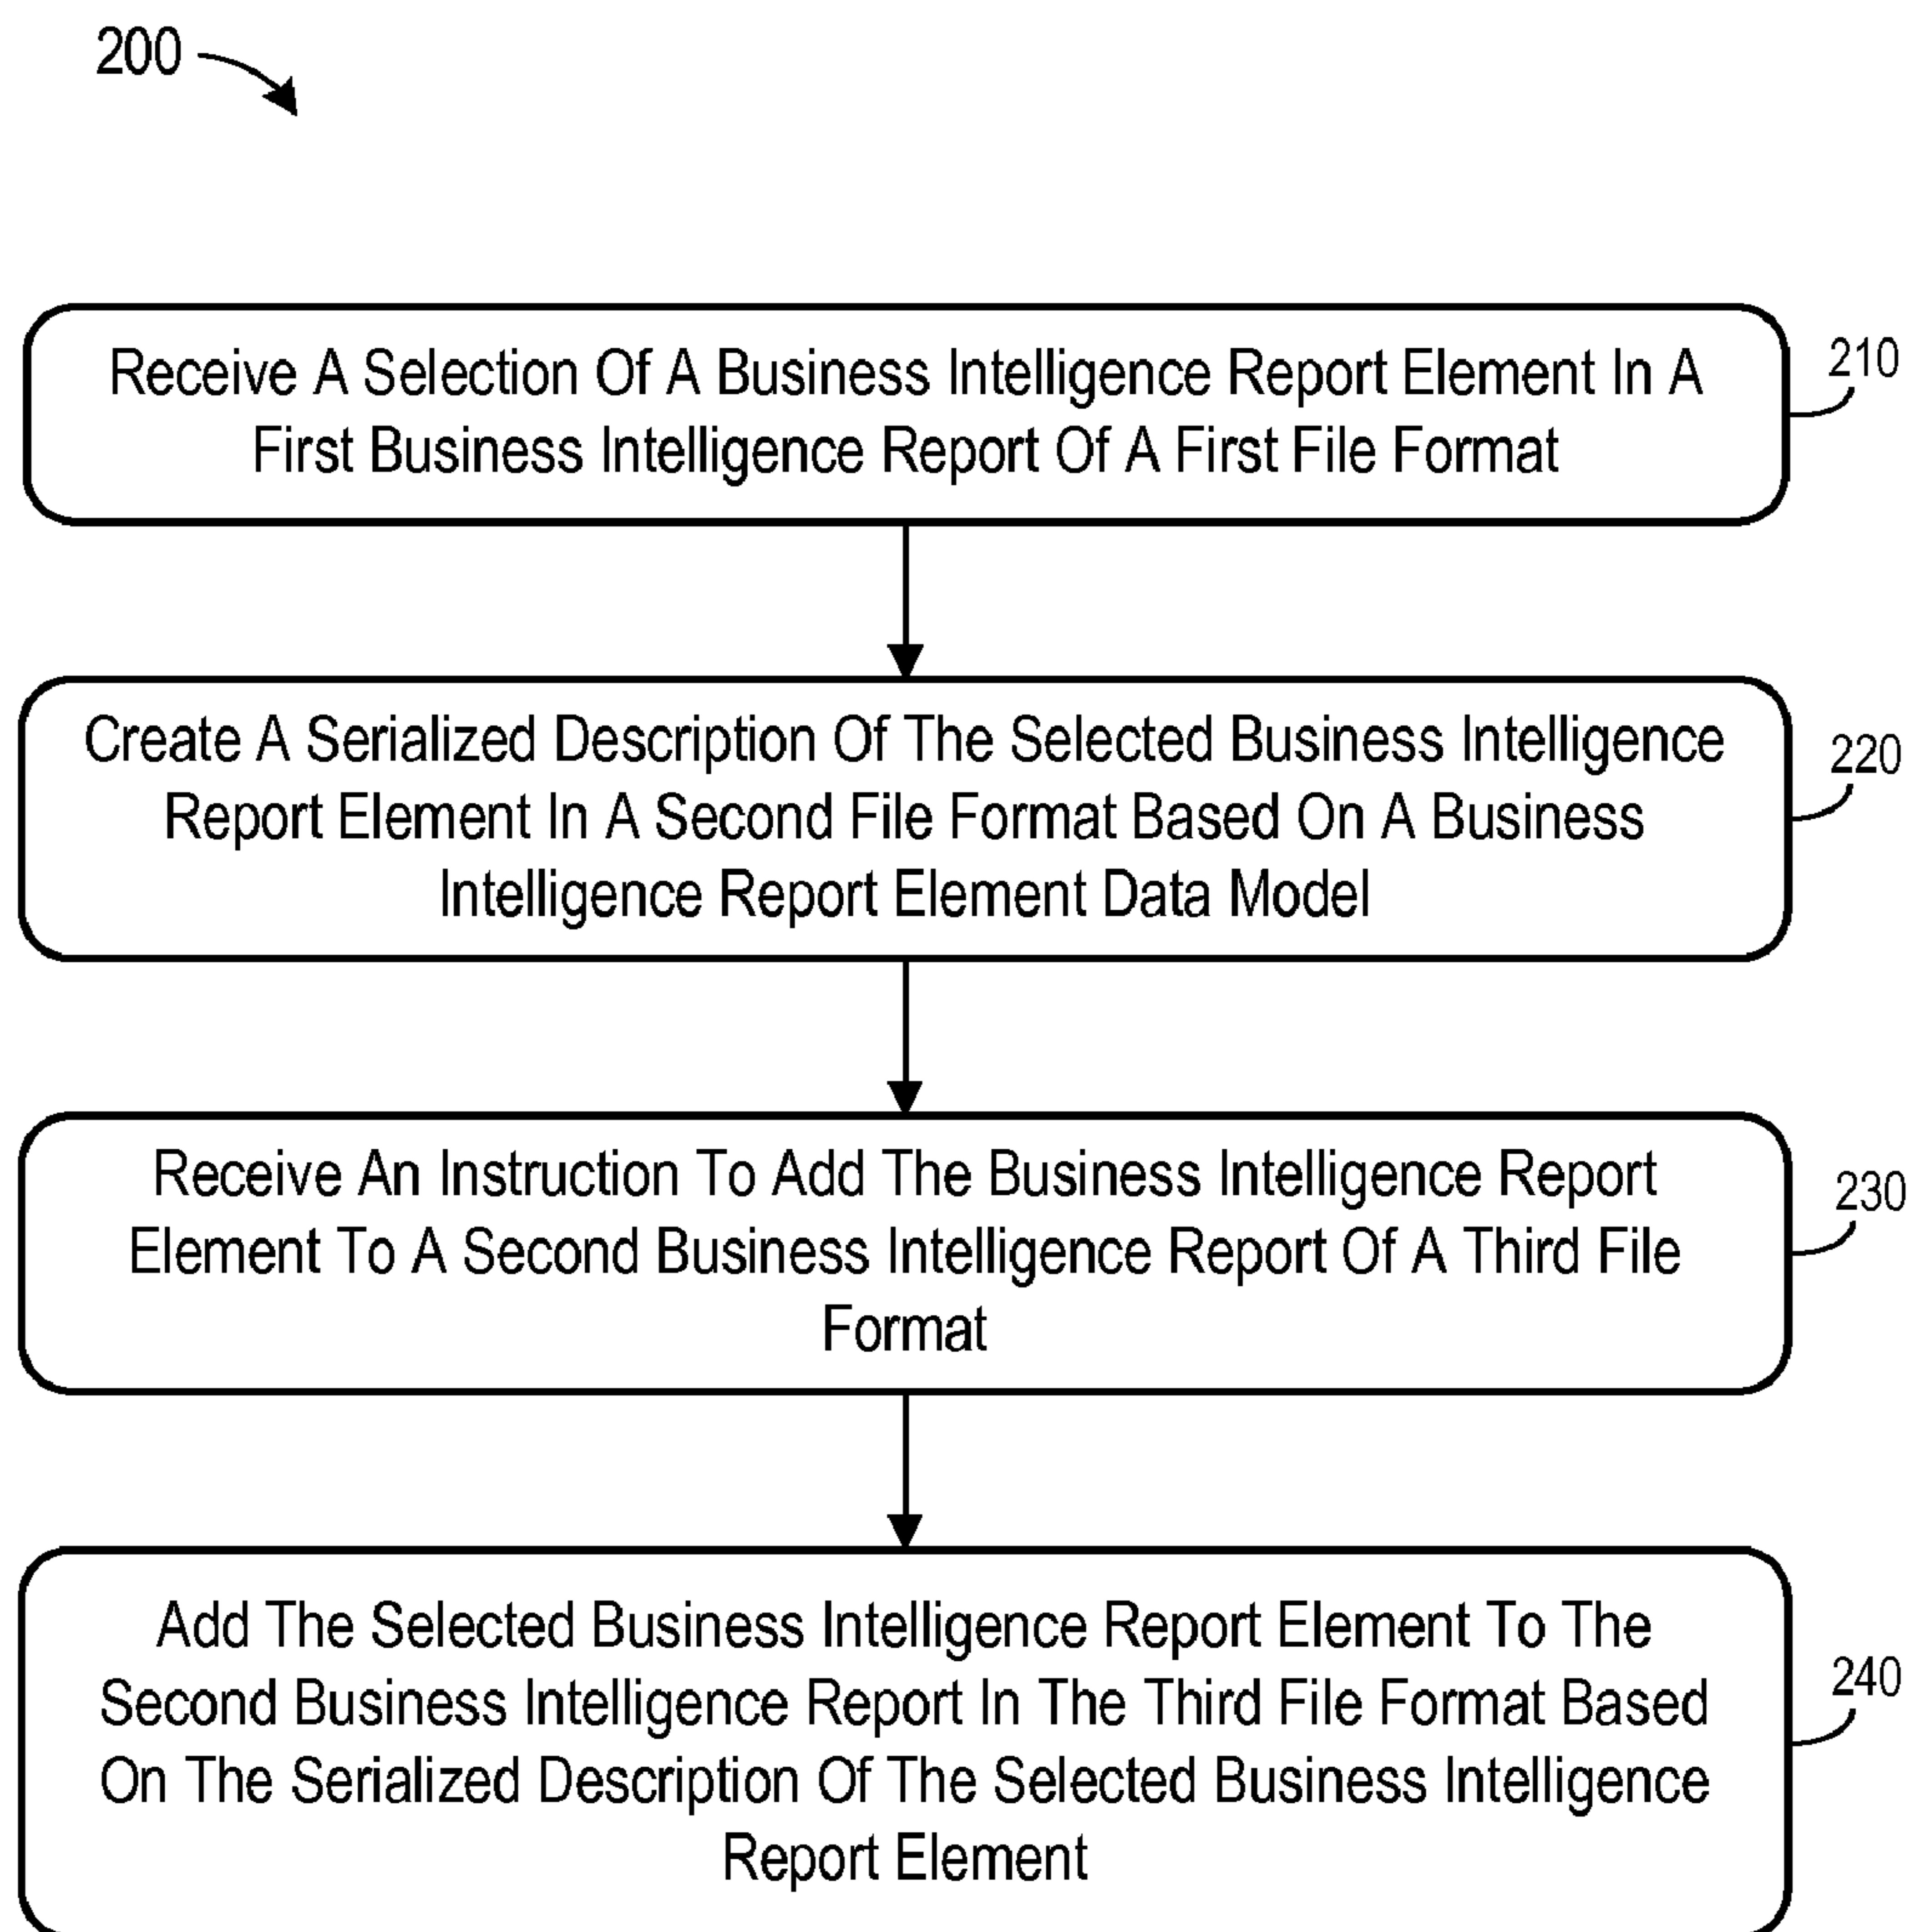 200
Receive A Selection Of A Business Intelligence Report Element In A
First Business Intelligence Report Of A First File Format
210
Create A Serialized Description Of The Selected Business Intelligence
Report Element In A Second File Format Based On A Business
Intelligence Report Element Data Model
220
Receive An Instruction To Add The Business Intelligence Report
Element To A Second Business Intelligence Report Of A Third File
Format
230
Add The Selected Business Intelligence Report Element To The
Second Business Intelligence Report In The Third File Format Based
On The Serialized Description Of The Selected Business Intelligence
Report Element
240